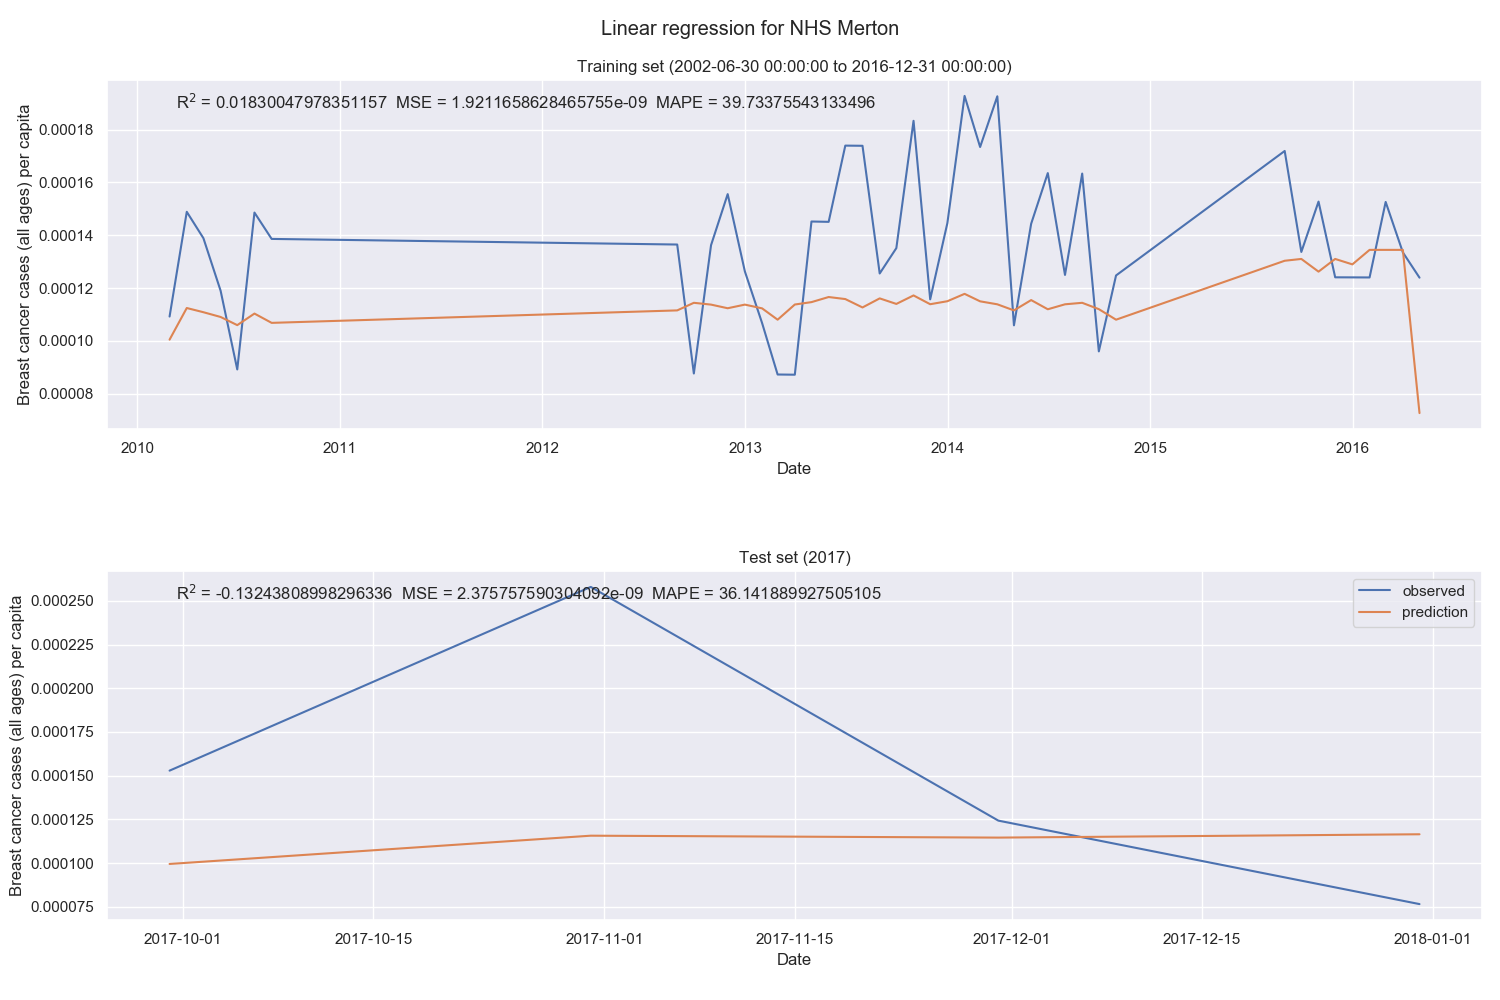 Linear regression for NHS Merton
Training set (2002-06-30 00:00:00 to 2016-12-31 00:00:00)
R² = 0.01830047978351157 MSE = 1.9211658628465755e-09 MAPE = 39.73375543133496
Breast cancer cases (all ages) per capita
0.00018
0.00016
0.00014
0.00012
0.00010
0.00008
2010 2011 2012 2013 2014 2015 2016
Date
Test set (2017)
R² = -0.13243808998296336 MSE = 2.375757590304092e-09 MAPE = 36.141889927505105
observed
prediction
Breast cancer cases (all ages) per capita
0.000250
0.000225
0.000200
0.000175
0.000150
0.000125
0.000100
0.000075
2017-10-01 2017-10-15 2017-11-01 2017-11-15 2017-12-01 2017-12-15 2018-01-01
Date